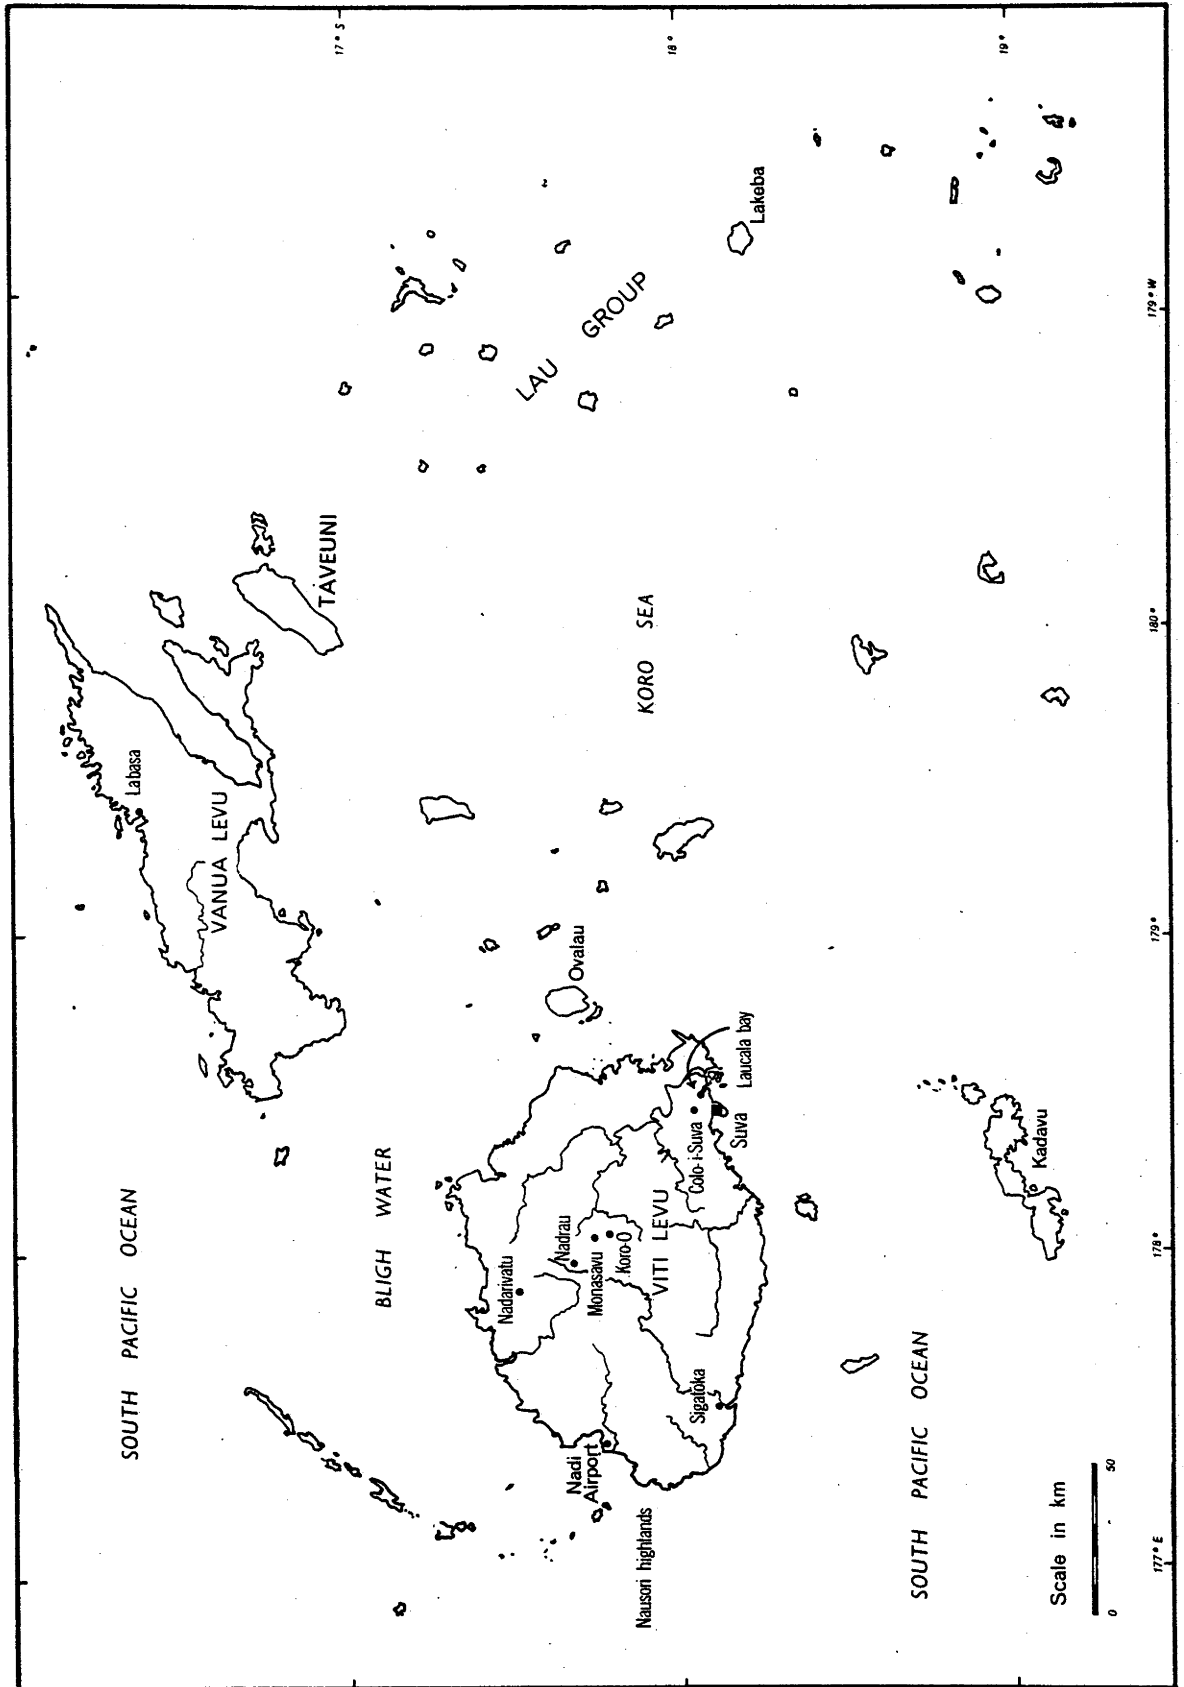 SOUTH PACIFIC OCEAN
BLIGH WATER
VANUA LEVU
Labasa
TAVEUNI
KORO SEA
LAU GROUP
Lakeba
Ovalau
Nadarivatu
Nadrau
Monasavu
Koro-O
VITI LEVU
Colo-i-Suva
Suva
Laucala bay
Sigatoka
Nadi
Airport
Nausori highlands
SOUTH PACIFIC OCEAN
Kadavu
Scale in km
0 50
17° S
18°
19°
177° E
178°
179°
180°
179° W